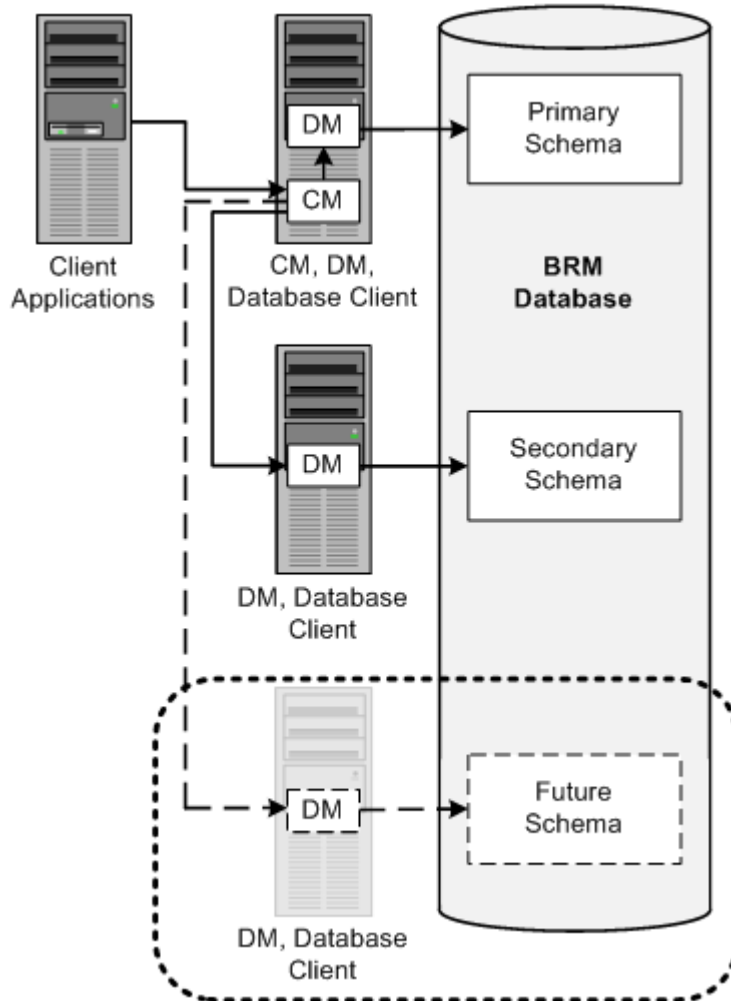 DM
CM
Client
Applications
CM, DM,
Database Client
Primary
Schema
BRM
Database
DM
DM, Database
Client
Secondary
Schema
DM
DM, Database
Client
Future
Schema